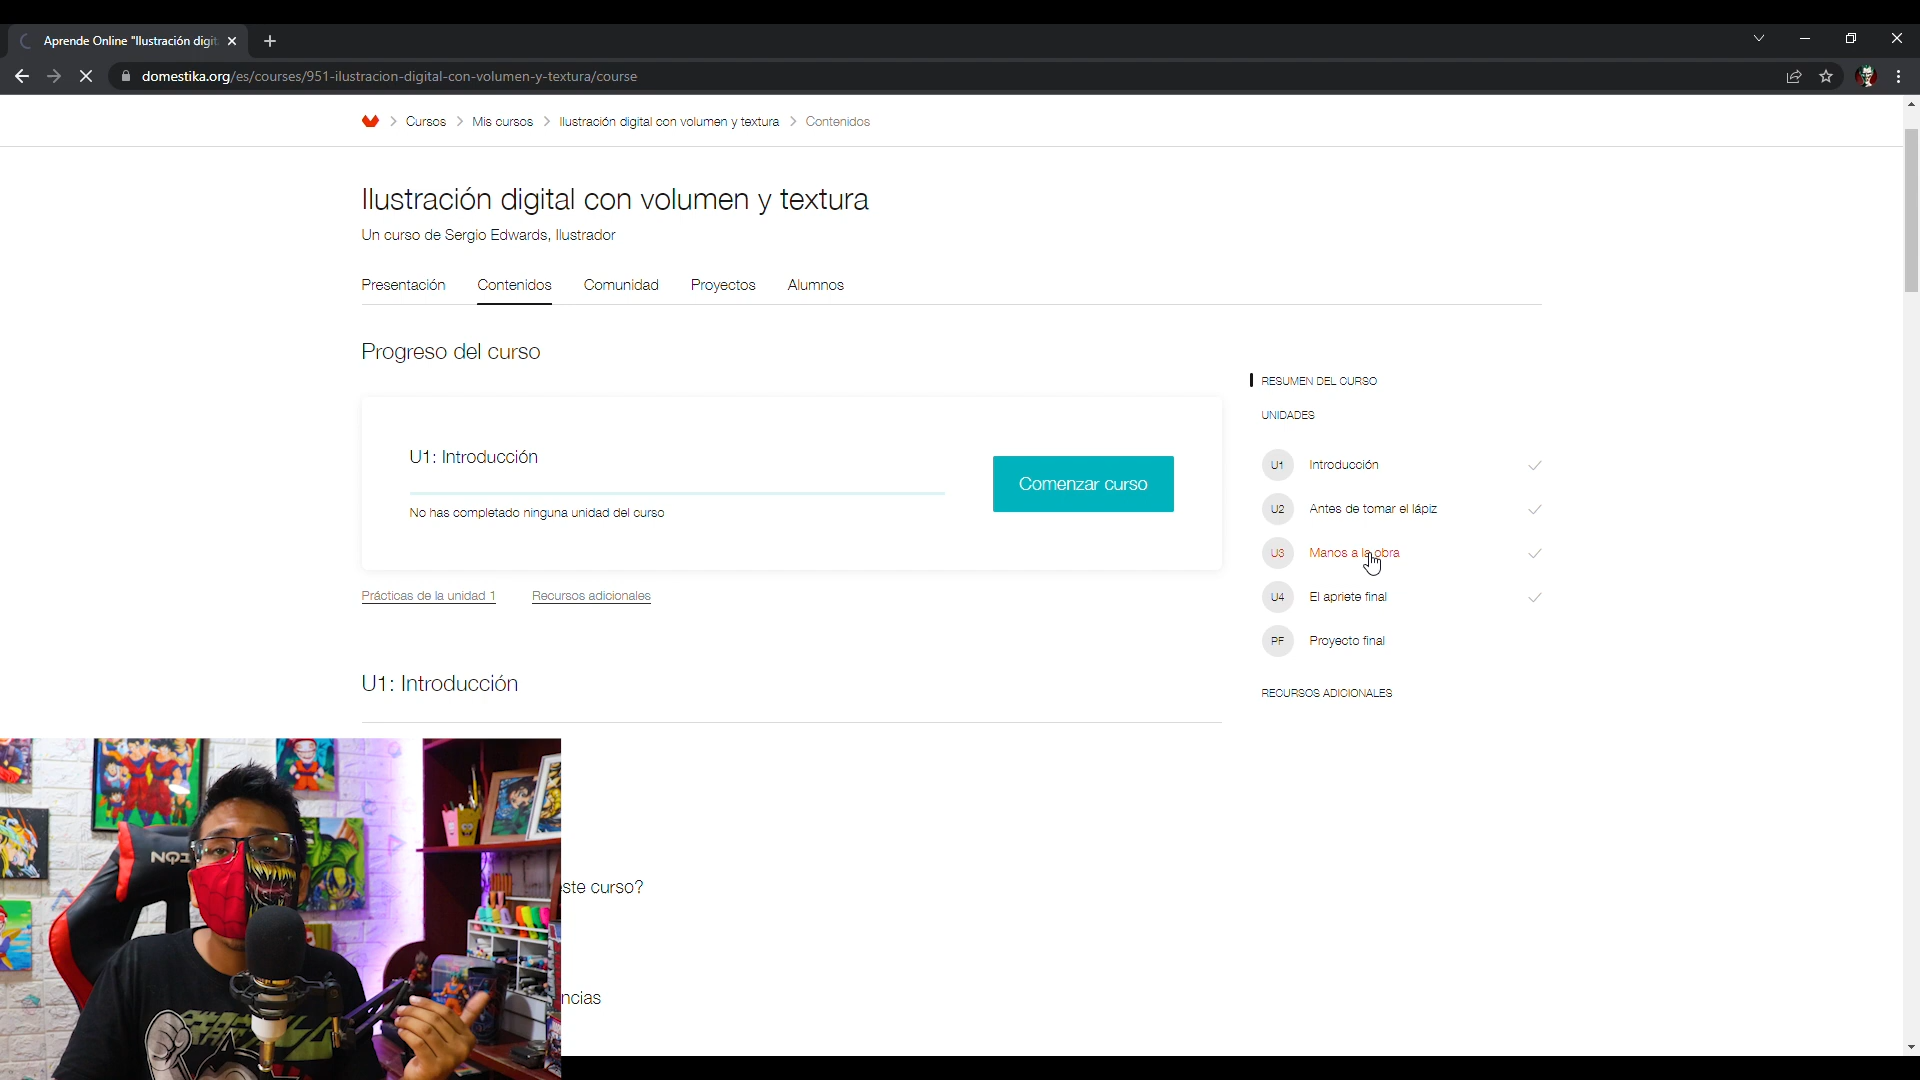 Aprende Online "Ilustración digit
domestika.org/es/courses/951-ilustracion-digital-con-volumen-y-textura/course
Cursos > Mis cursos > Ilustración digital con volumen y textura > Contenidos
Ilustración digital con volumen y textura
Un curso de Sergio Edwards, Ilustrador
Presentación Contenidos Comunidad Proyectos Alumnos
Progreso del curso
U1: Introducción
No has completado ninguna unidad del curso
Comenzar curso
Prácticas de la unidad 1 Recursos adicionales
U1: Introducción
este curso?
ncias
RESUMEN DEL CURSO
UNIDADES
U1 Introducción
U2 Antes de tomar el lápiz
U3 Manos a la obra
U4 El apriete final
PF Proyecto final
RECURSOS ADICIONALES